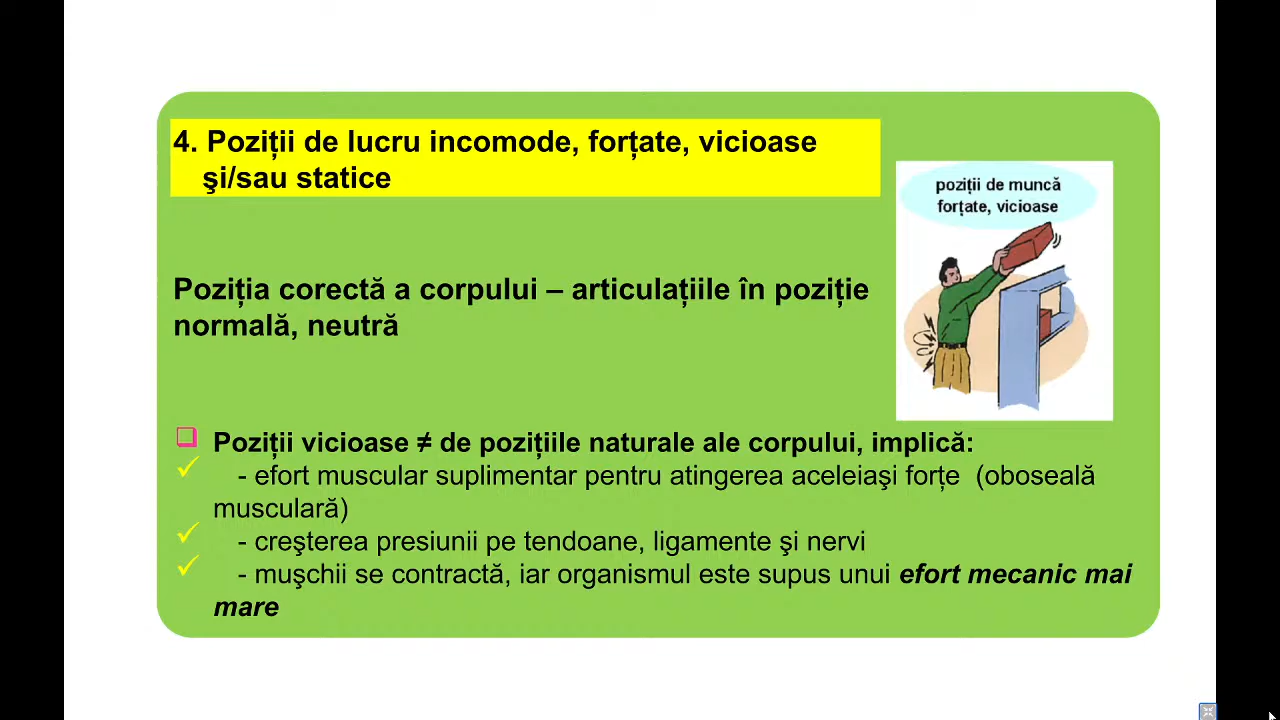 4. Poziții de lucru incomode, forțate, vicioase
şi/sau statice
poziții de muncă
forțate, vicioase
Poziția corectă a corpului – articulațiile în poziție
normală, neutră
Poziții vicioase ≠ de pozițiile naturale ale corpului, implică:
- efort muscular suplimentar pentru atingerea aceleiaşi forțe (oboseală
musculară)
- creşterea presiunii pe tendoane, ligamente şi nervi
- muşchii se contractă, iar organismul este supus unui efort mecanic mai
mare